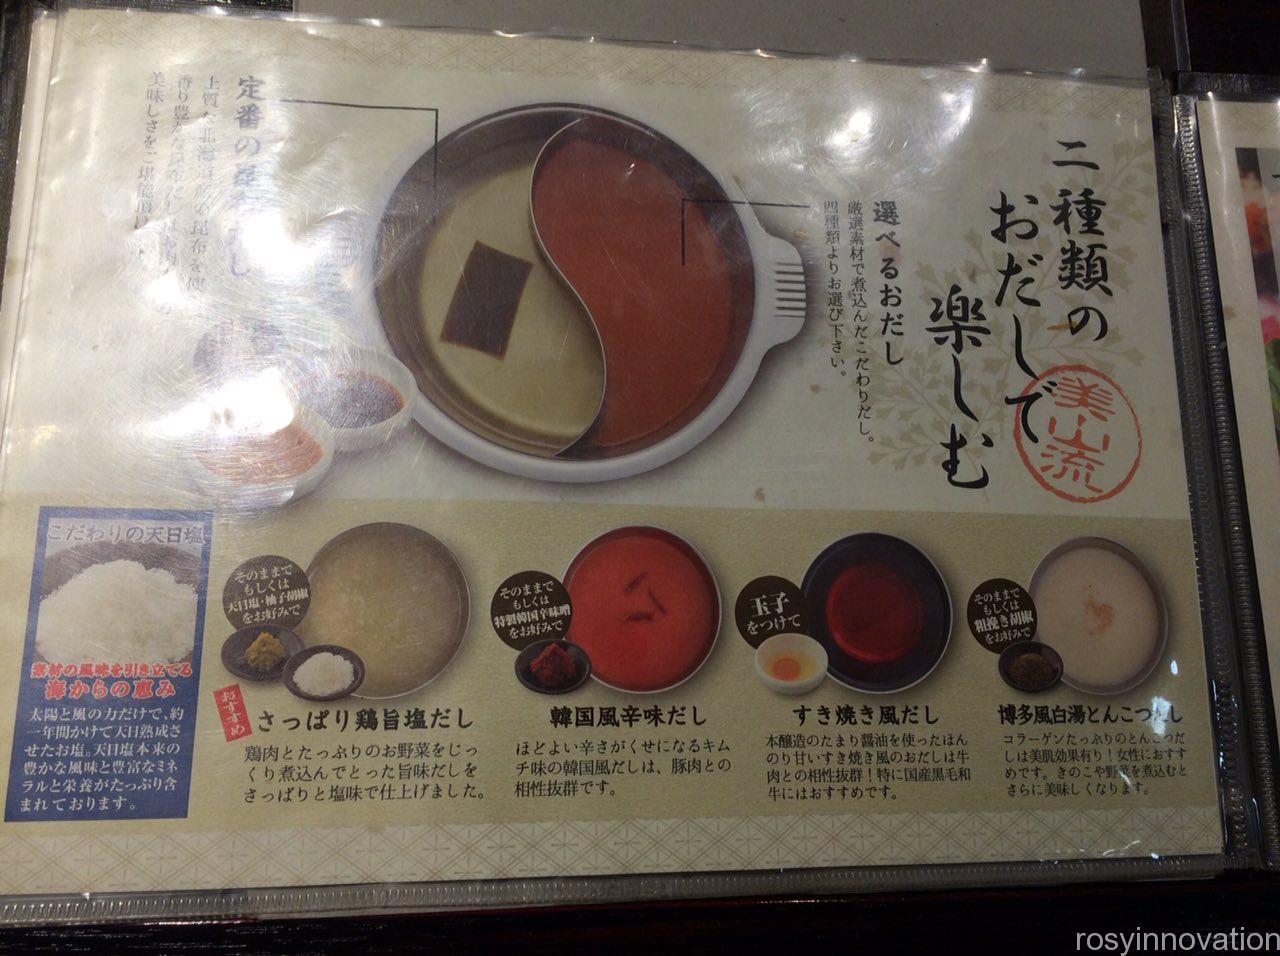 二種類の
おだしで
楽しむ
美山流
選べるおだし
厳選素材で煮込んだこだわりだし。
四種類よりお選び下さい。
定番の
上質な北海道産の昆布を使
香り豊かな昆布だし
美味しさをご堪能頂
こだわりの天日塩
素材の風味を引き立てる
海からの恵み
太陽と風の力だけで、約
一年間かけて天日熟成さ
せたお塩。天日塩本来の
豊かな風味と豊富なミネ
ラルと栄養がたっぷり含
まれております。
そのままで
もしくは
天日塩・柚子胡椒
をお好みで
おすすめ
さっぱり鶏旨塩だし
鶏肉とたっぷりのお野菜をじっ
くり煮込んでとった旨味だしを
さっぱりと塩味で仕上げました。
そのままで
もしくは
特製韓国辛味噌
をお好みで
韓国風辛味だし
ほどよい辛さがくせになるキム
チ味の韓国風だしは、豚肉との
相性抜群です。
玉子
をつけて
すき焼き風だし
本醸造のたまり醤油を使ったほん
のり甘いすき焼き風のおだしは牛
肉との相性抜群!特に国産黒毛和
牛にはおすすめです。
そのままで
もしくは
粗挽き胡椒
をお好みで
博多風白湯とんこつだし
コラーゲンたっぷりのとんこつだ
しは美肌効果有り!女性におすす
めです。きのこや野菜を煮込むと
さらに美味しくなります。
rosyinnovation